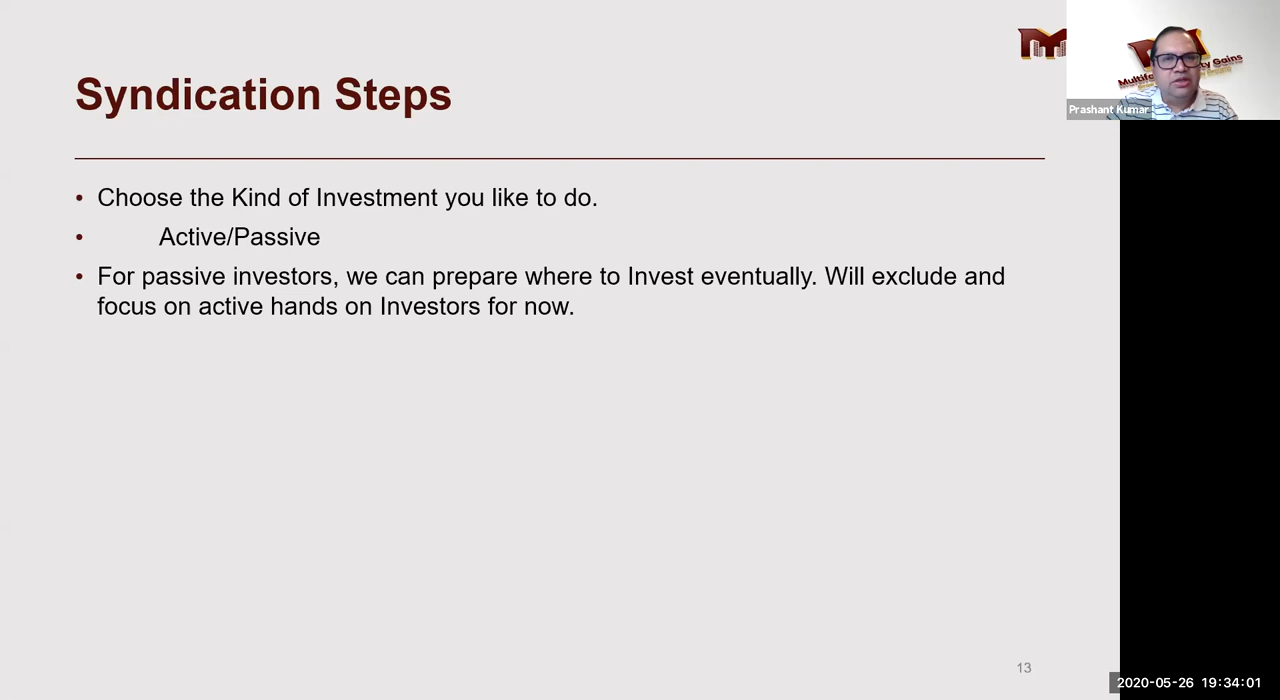 Syndication Steps
• Choose the Kind of Investment you like to do.
• Active/Passive
• For passive investors, we can prepare where to Invest eventually. Will exclude and
focus on active hands on Investors for now.
Prashant Kumar
13
2020-05-26 19:34:01